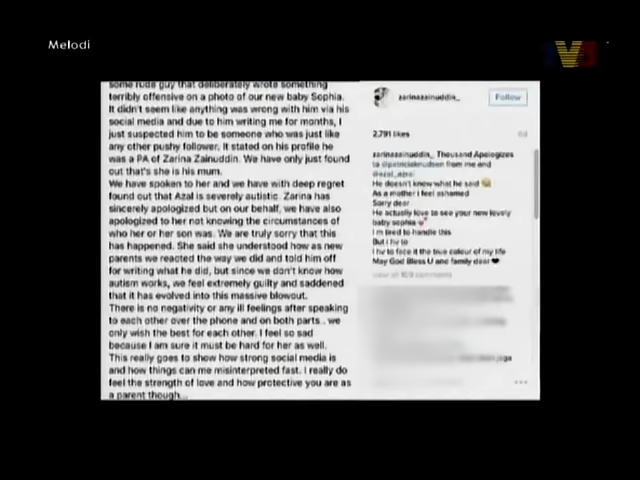 Melodi
some rude guy that deliberately wrote something
terribly offensive on a photo of our new baby Sophia.
It didn't seem like anything was wrong with him via his
social media and due to him writing me for months, I
just suspected him to be someone who was just like
any other pushy follower. It stated on his profile he
was a PA of Zarina Zainuddin. We have only just found
out that's she is his mum.
We have spoken to her and we have with deep regret
found out that Azal is severely autistic. Zarina has
sincerely apologized but on our behalf, we have also
apologized to her not knowing the circumstances of
who her or her son was. We are truly sorry that this
has happened. She said she understood how as new
parents we reacted the way we did and told him off
for writing what he did, but since we don't know how
autism works, we feel extremely guilty and saddened
that it has evolved into this massive blowout.
There is no negativity or any ill feelings after speaking
to each other over the phone and on both parts.. we
only wish the best for each other. I feel so sad
because I am sure it must be hard for her as well.
This really goes to show how strong social media is
and how things can me misinterpreted fast. I really do
feel the strength of love and how protective you are as
a parent though...
zarinazainuddin_
Follow
2,791 likes
6d
zarinazainuddin_ Thousand Apologizes
to @patriciaknudsen from me and
@azal_azrai
He doesn't know what he said
As a mother I feel ashamed
Sorry dear
He actually love to see your new lovely
baby sophia
I m tired to handle this
But I hv to
I hv to face it the true colour of my life
May God Bless U and family dear ❤
view all 109 comments
juga
TV3